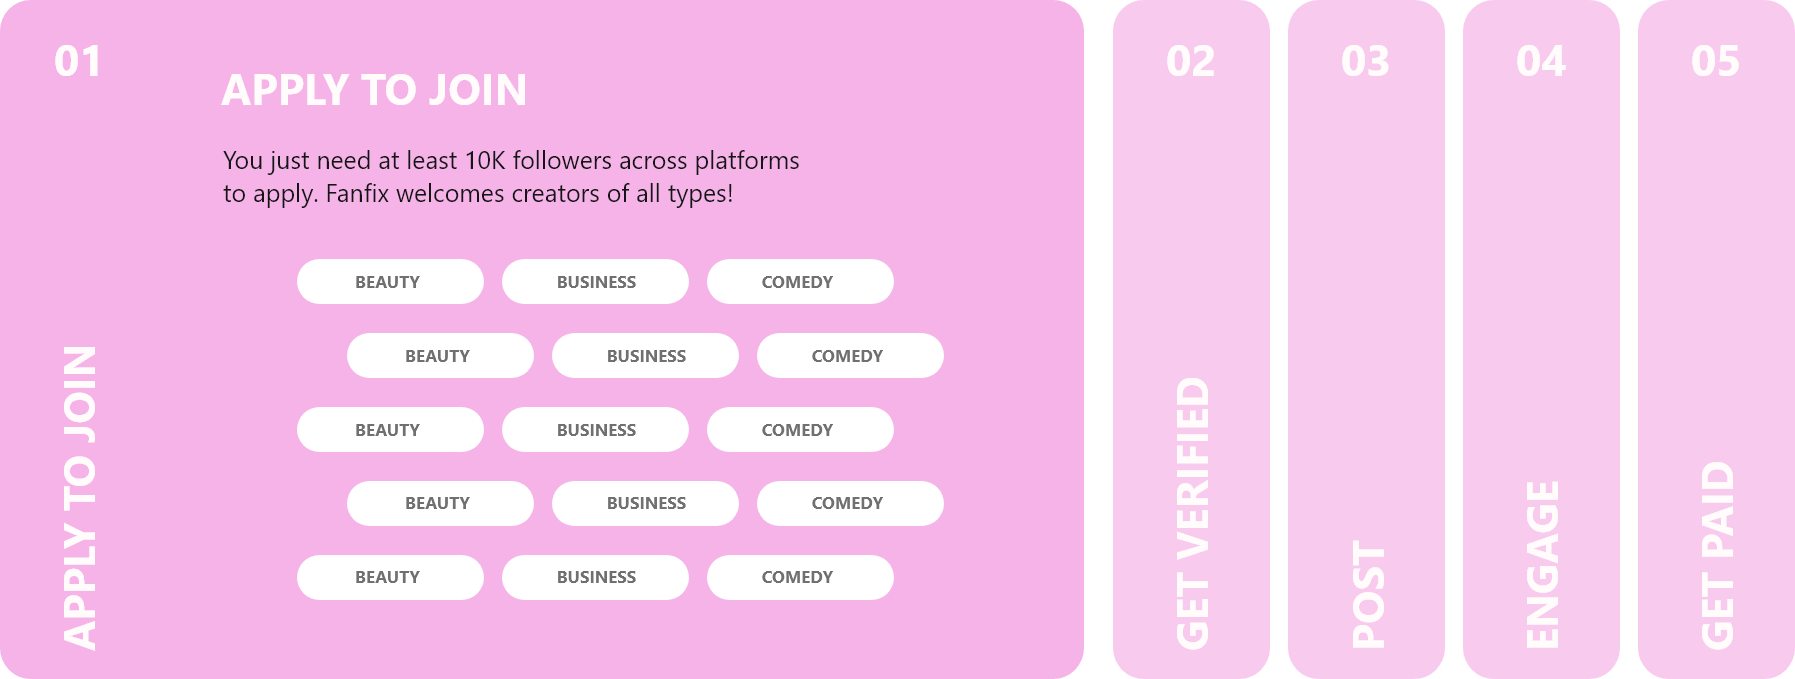 01
APPLY TO JOIN
APPLY TO JOIN
You just need at least 10K followers across platforms
to apply. Fanfix welcomes creators of all types!
BEAUTY BUSINESS COMEDY
BEAUTY BUSINESS COMEDY
BEAUTY BUSINESS COMEDY
BEAUTY BUSINESS COMEDY
BEAUTY BUSINESS COMEDY
02
GET VERIFIED
03
POST
04
ENGAGE
05
GET PAID